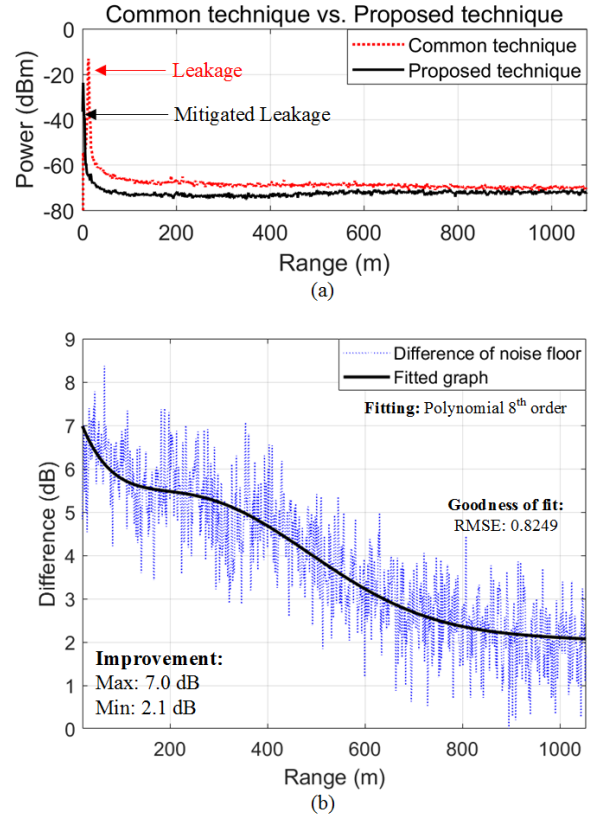 Common technique vs. Proposed technique
0
-20
-40
-60
-80
Power (dBm)
Leakage
Mitigated Leakage
Common technique
Proposed technique
0
200
400
600
800
1000
Range (m)
(a)
9
8
7
6
5
4
3
2
1
0
Difference (dB)
Difference of noise floor
Fitted graph
Fitting: Polynomial 8th order
Goodness of fit:
RMSE: 0.8249
Improvement:
Max: 7.0 dB
Min: 2.1 dB
200
400
600
800
1000
Range (m)
(b)